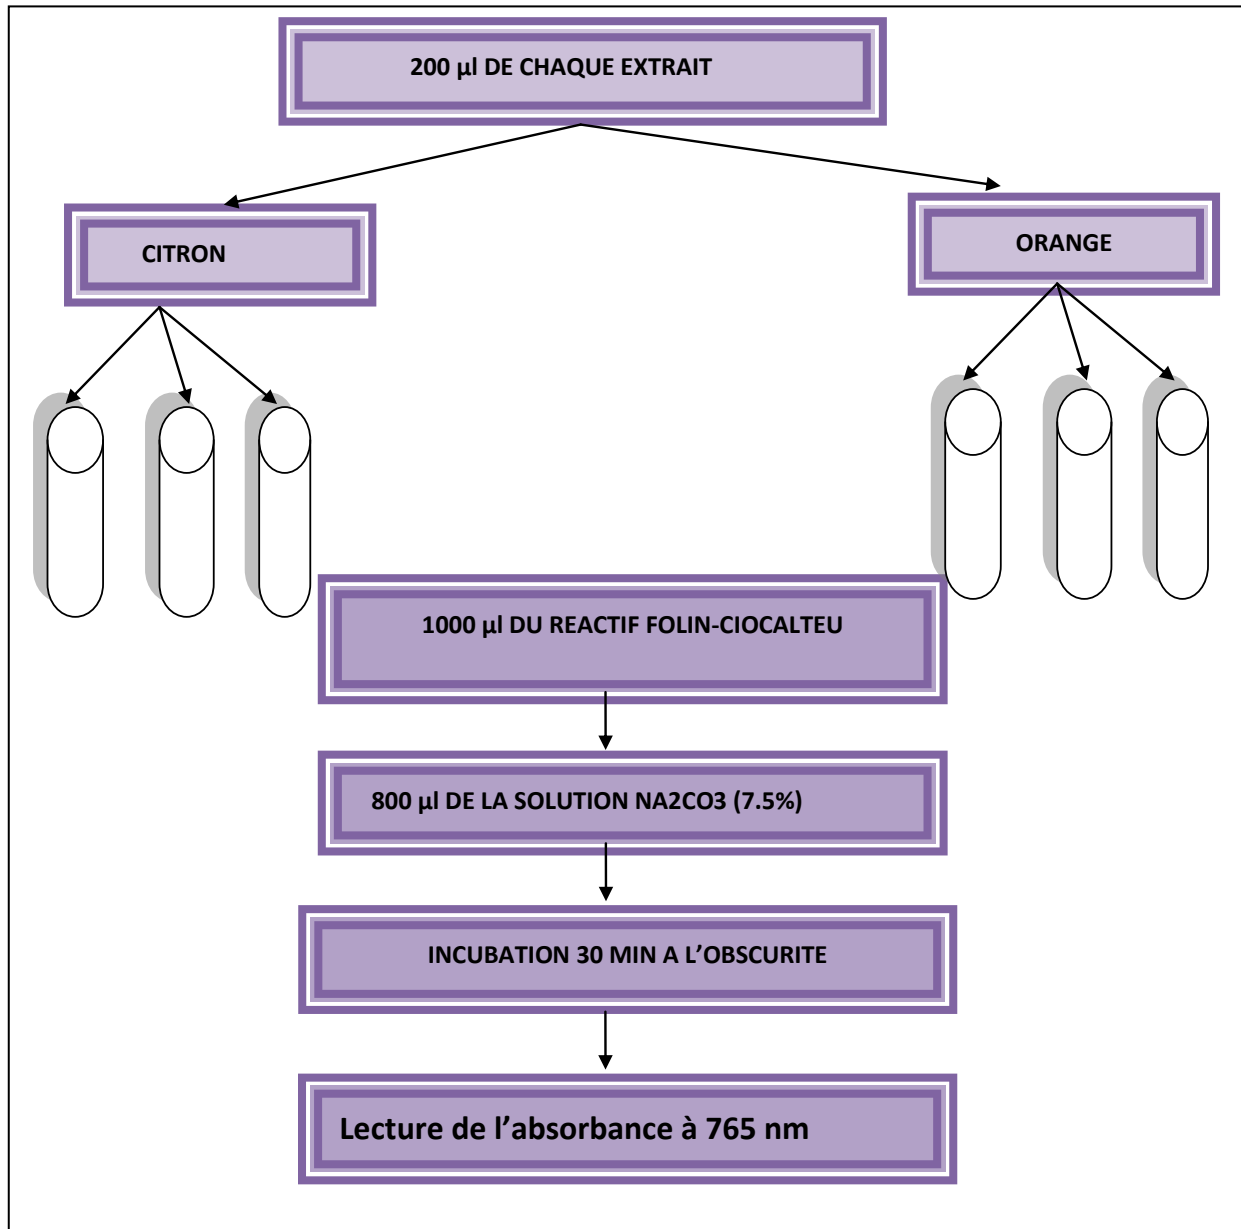 200 µl DE CHAQUE EXTRAIT
CITRON
ORANGE
1000 µl DU REACTIF FOLIN-CIOCALTEU
800 µl DE LA SOLUTION NA2CO3 (7.5%)
INCUBATION 30 MIN A L’OBSCURITE
Lecture de l’absorbance à 765 nm